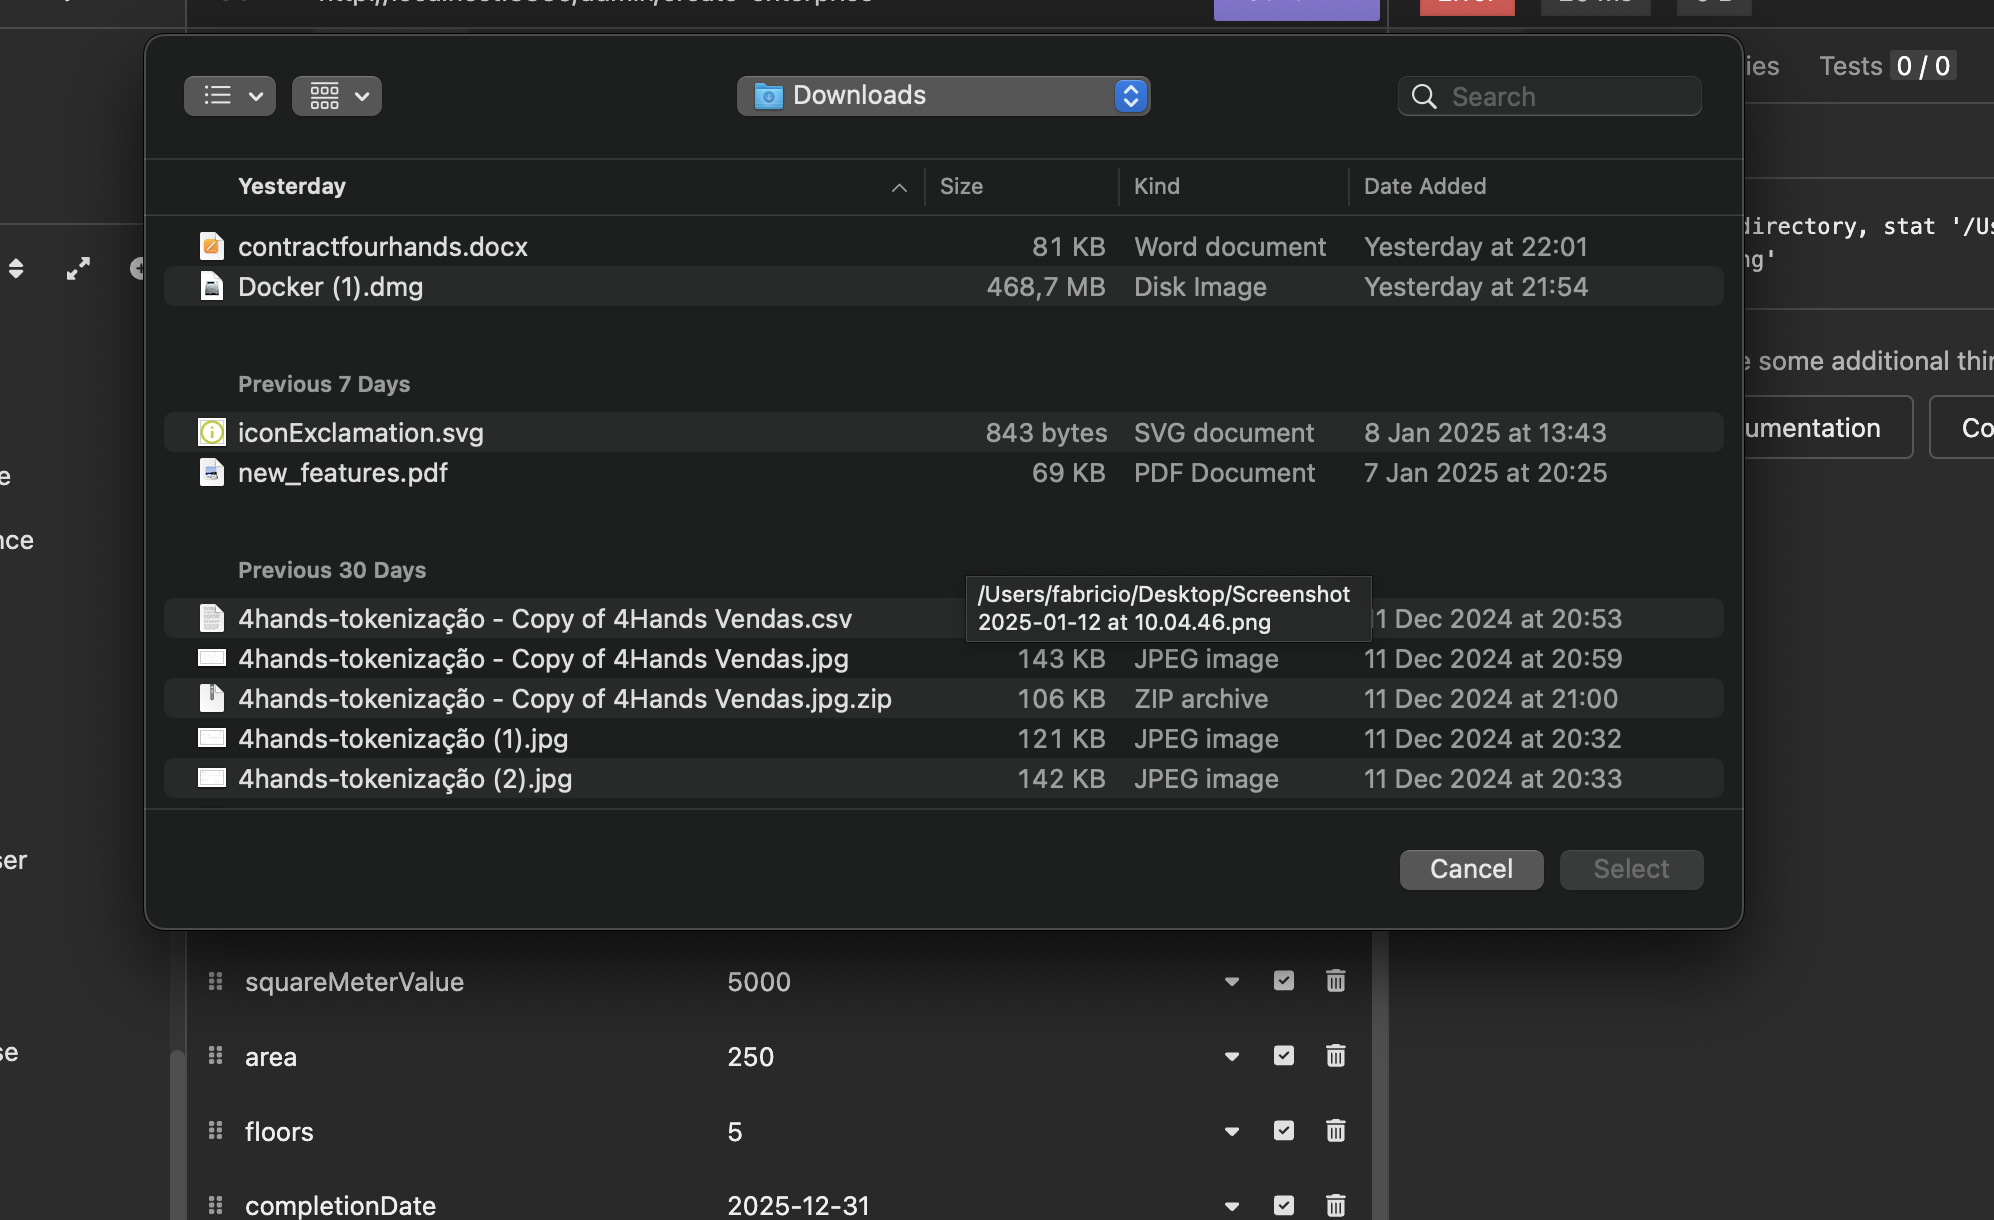 Downloads
Search
ies
Tests 0 / 0
Yesterday
Size
Kind
Date Added
directory, stat '/Us
ng'
contractfourhands.docx 81 KB Word document Yesterday at 22:01
Docker (1).dmg 468,7 MB Disk Image Yesterday at 21:54
Previous 7 Days
some additional thin
umentation
Co
iconExclamation.svg 843 bytes SVG document 8 Jan 2025 at 13:43
new_features.pdf 69 KB PDF Document 7 Jan 2025 at 20:25
e
nce
Previous 30 Days
/Users/fabricio/Desktop/Screenshot
2025-01-12 at 10.04.46.png
4hands-tokenização - Copy of 4Hands Vendas.csv 11 Dec 2024 at 20:53
4hands-tokenização - Copy of 4Hands Vendas.jpg 143 KB JPEG image 11 Dec 2024 at 20:59
4hands-tokenização - Copy of 4Hands Vendas.jpg.zip 106 KB ZIP archive 11 Dec 2024 at 21:00
4hands-tokenização (1).jpg 121 KB JPEG image 11 Dec 2024 at 20:32
4hands-tokenização (2).jpg 142 KB JPEG image 11 Dec 2024 at 20:33
ser
Cancel
Select
squareMeterValue 5000
se
area 250
floors 5
completionDate 2025-12-31